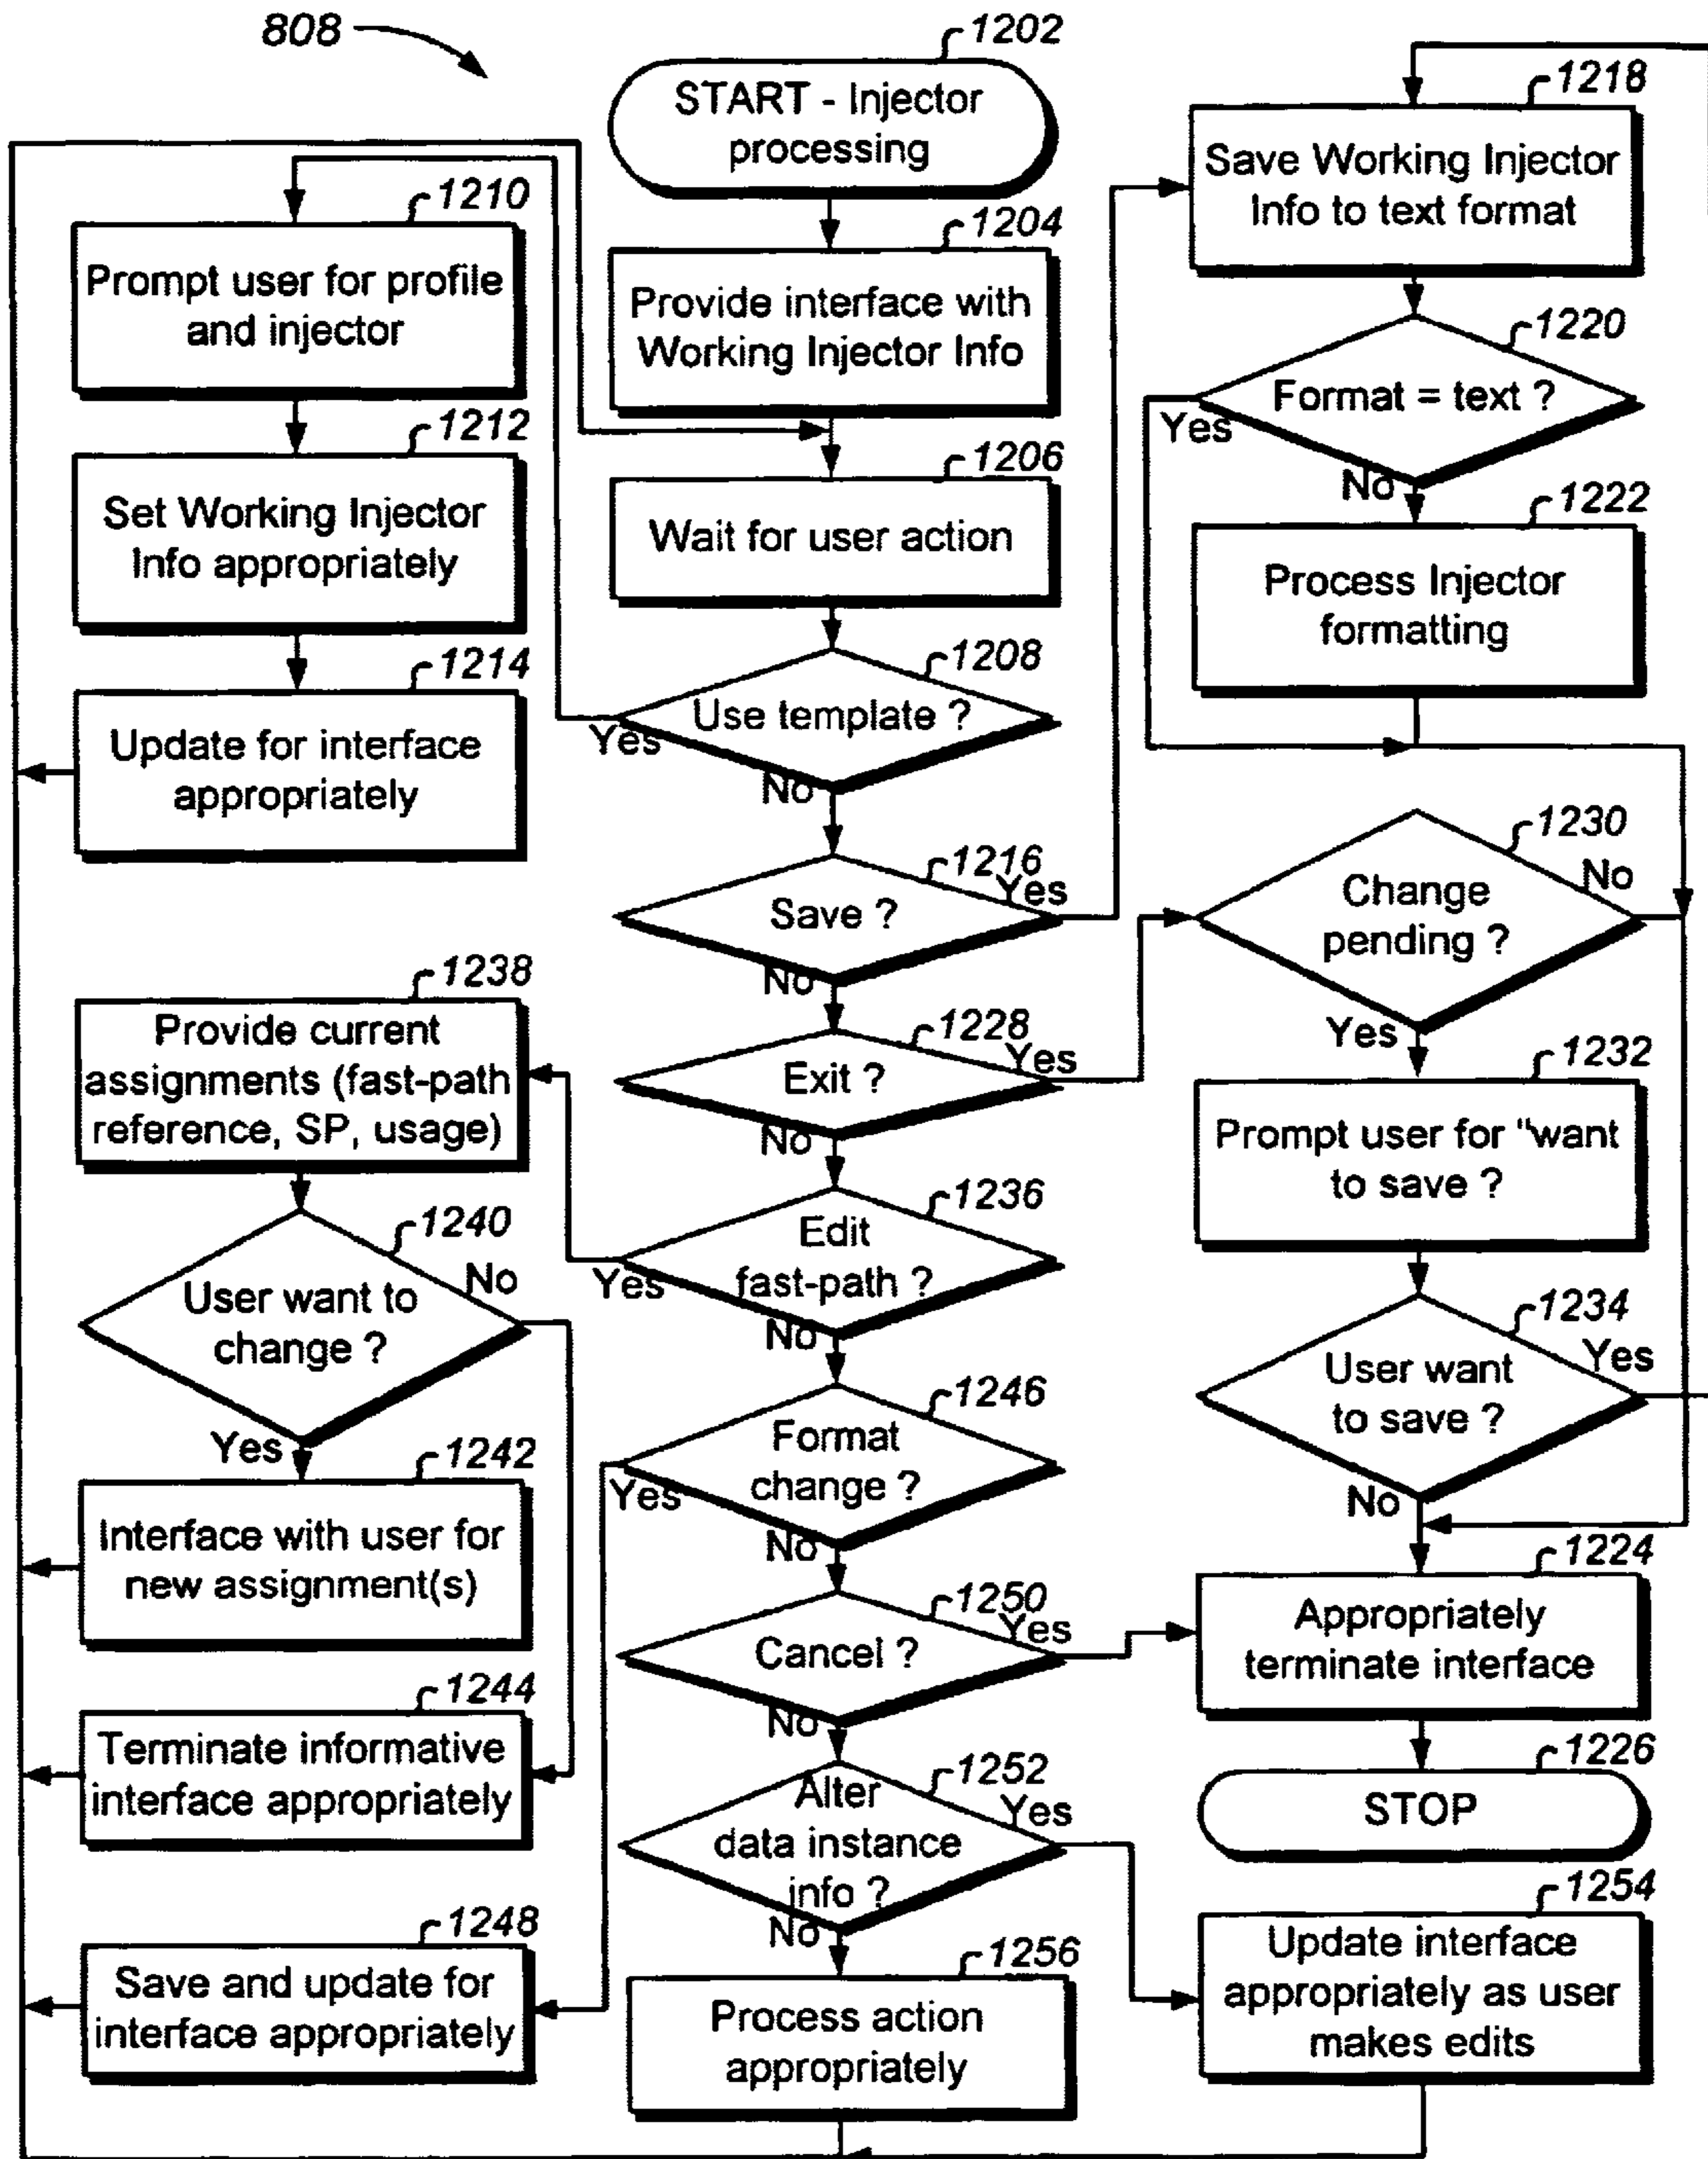 808
1202
START - Injector
processing
1204
Provide interface with
Working Injector Info
1206
Wait for user action
1208
Use template ?
Yes
No
1210
Prompt user for profile
and injector
1212
Set Working Injector
Info appropriately
1214
Update for interface
appropriately
1216
Save ?
Yes
No
1218
Save Working Injector
Info to text format
1220
Format = text ?
Yes
No
1222
Process Injector
formatting
1228
Exit ?
Yes
No
1230
Change
pending ?
No
Yes
1232
Prompt user for "want
to save ?
1234
User want
to save ?
Yes
No
1224
Appropriately
terminate interface
1226
STOP
1236
Edit
fast-path ?
Yes
No
1238
Provide current
assignments (fast-path
reference, SP, usage)
1240
User want to
change ?
No
Yes
1242
Interface with user for
new assignment(s)
1244
Terminate informative
interface appropriately
1246
Format
change ?
Yes
No
1248
Save and update for
interface appropriately
1250
Cancel ?
Yes
No
1252
Alter
data instance
info ?
Yes
No
1254
Update interface
appropriately as user
makes edits
1256
Process action
appropriately